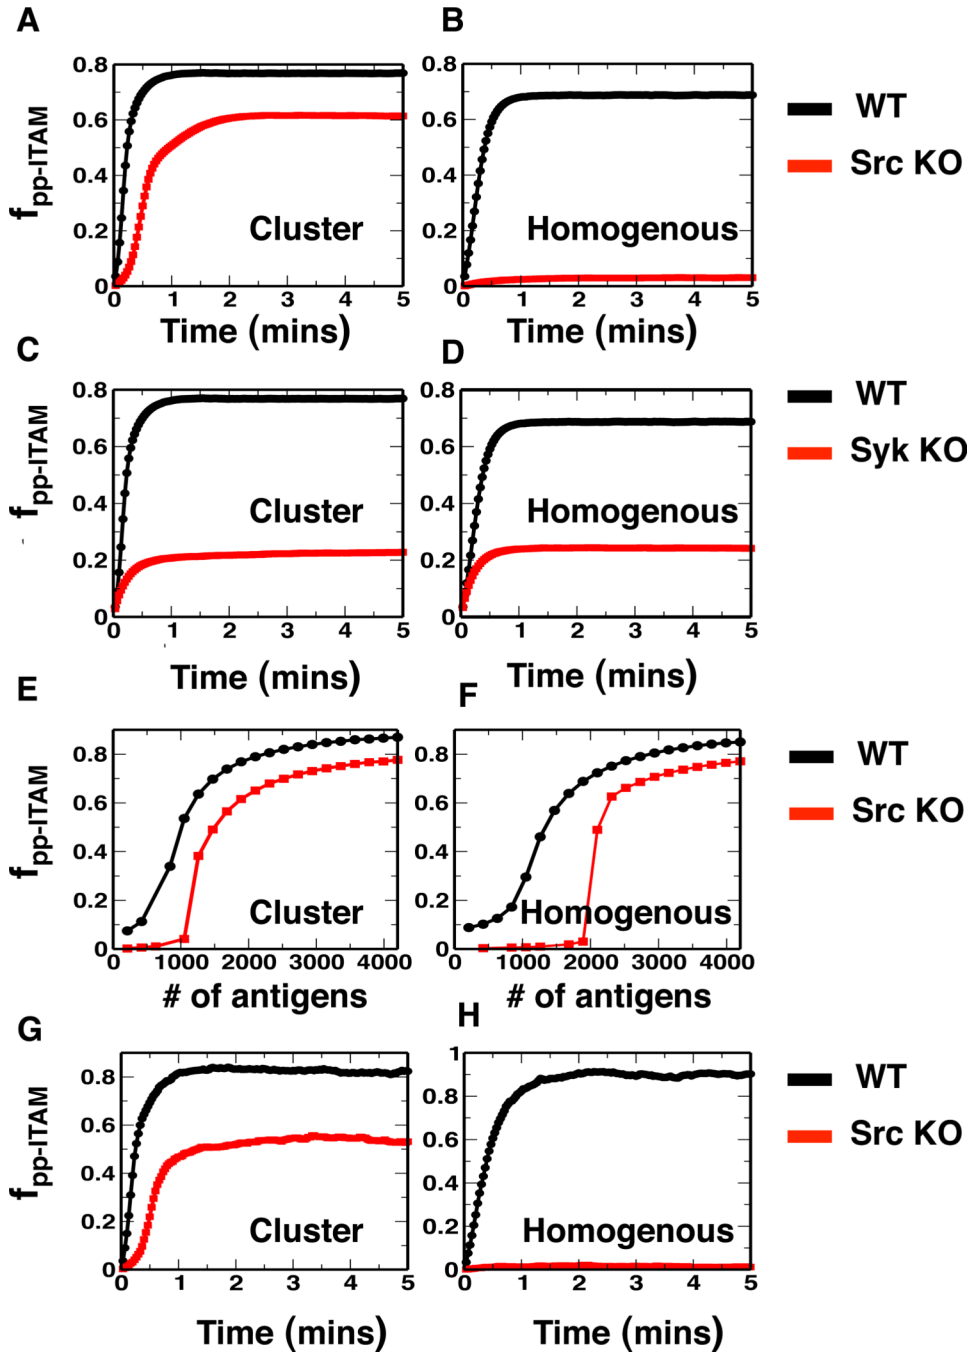 A
B
f pp-ITAM
0.8
0.6
0.4
0.2
0
Cluster
0 1 2 3 4 5
Time (mins)
0.8
0.6
0.4
0.2
0
Homogenous
0 1 2 3 4 5
Time (mins)
WT
Src KO
C
D
f pp-ITAM
0.8
0.6
0.4
0.2
0
Cluster
0 1 2 3 4 5
Time (mins)
0.8
0.6
0.4
0.2
0
Homogenous
0 1 2 3 4 5
Time (mins)
WT
Syk KO
E
F
f pp-ITAM
0.8
0.6
0.4
0.2
0
Cluster
0 1000 2000 3000 4000
# of antigens
0.8
0.6
0.4
0.2
0
Homogenous
0 1000 2000 3000 4000
# of antigens
WT
Src KO
G
H
f pp-ITAM
0.8
0.6
0.4
0.2
0
Cluster
0 1 2 3 4 5
Time (mins)
1
0.8
0.6
0.4
0.2
0
Homogenous
0 1 2 3 4 5
Time (mins)
WT
Src KO